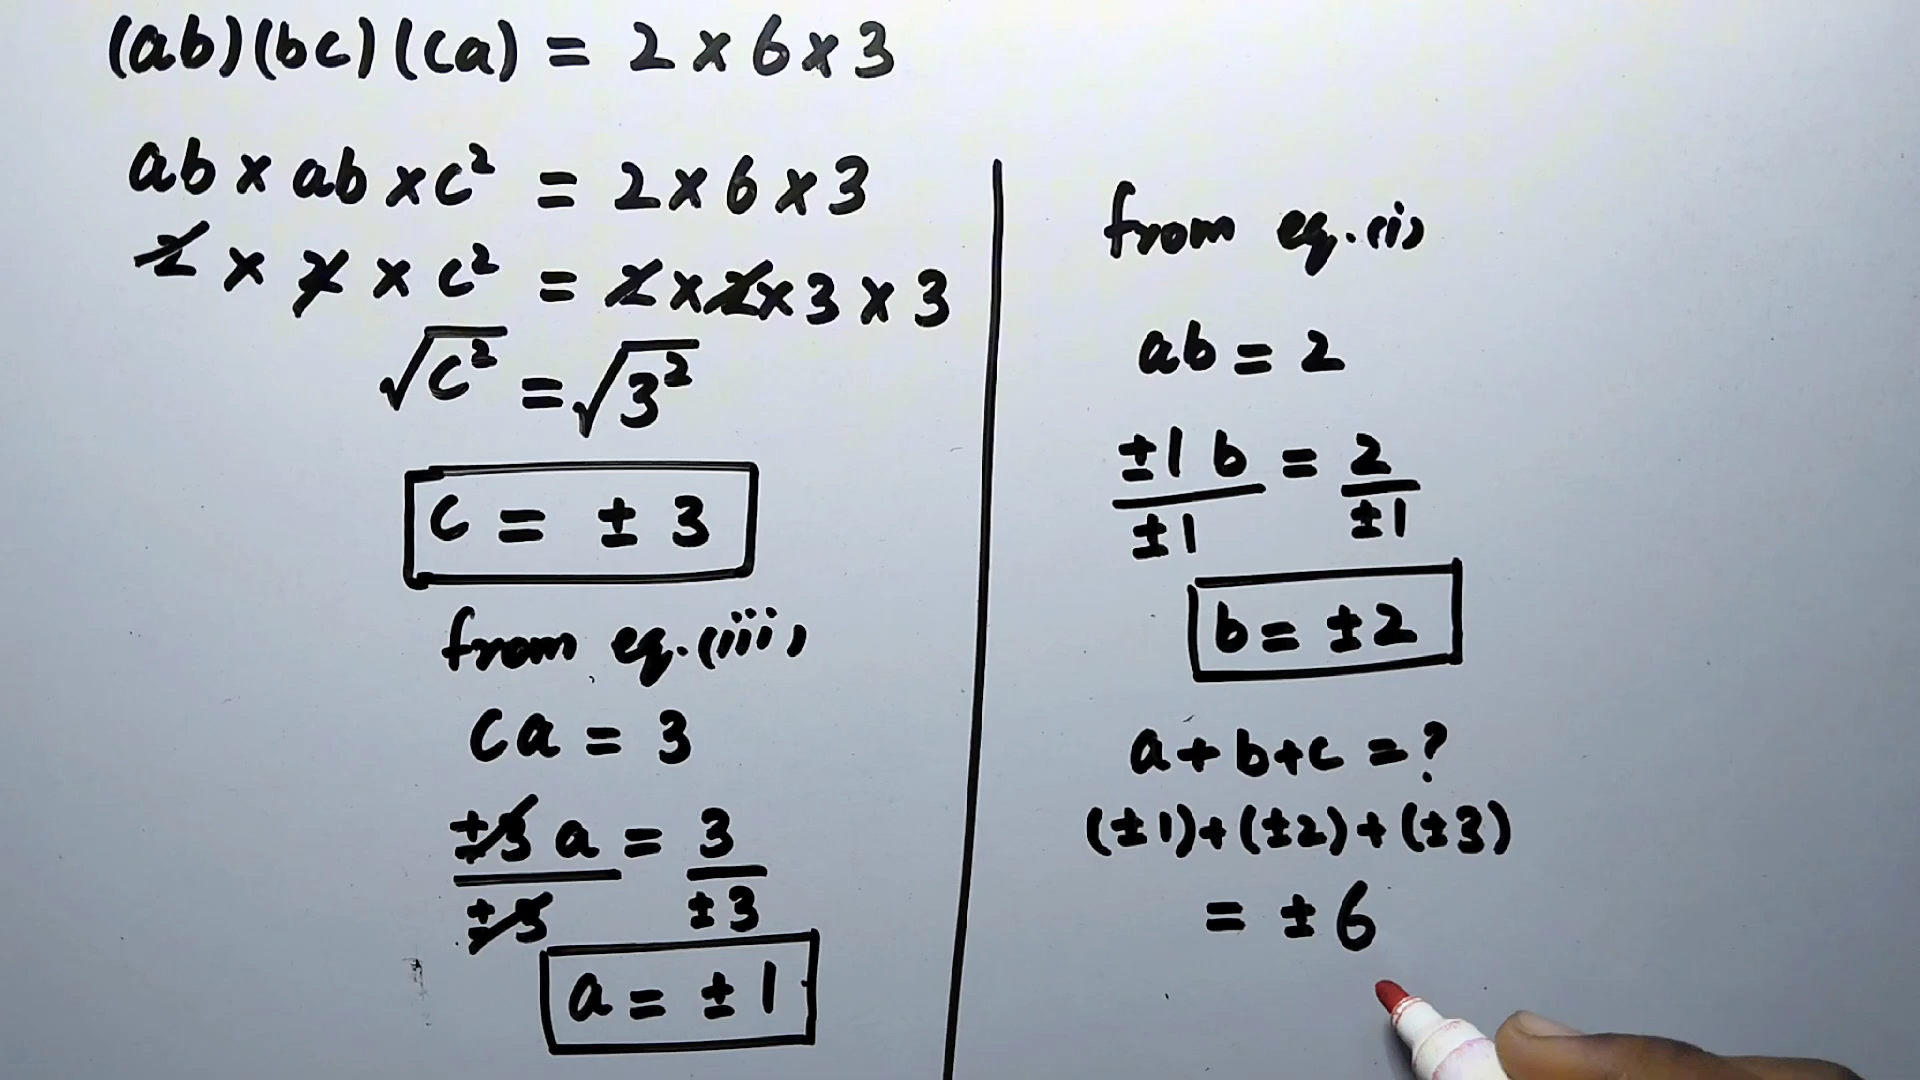 (ab)(bc)(ca) = 2 × 6 × 3
ab × ab × c² = 2 × 6 × 3
2 × 2 × c² = 2 × 2 × 3 × 3
√c² = √3²
c = ± 3
from eq.(iii)
ca = 3
±3 a / ±3 = 3 / ±3
a = ± 1
from eq.(i)
ab = 2
±1 b / ±1 = 2 / ±1
b = ±2
a + b + c = ?
(±1) + (±2) + (±3)
= ± 6